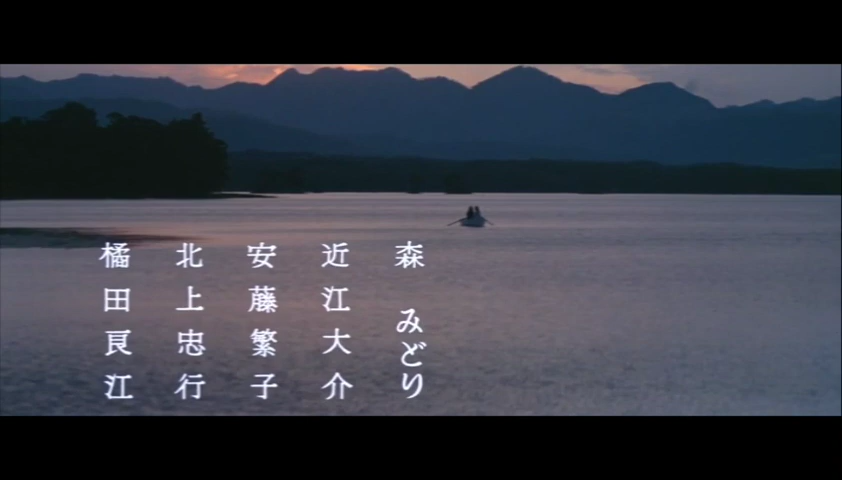 森 みどり
近江大介
安藤繁子
北上忠行
橘田良江